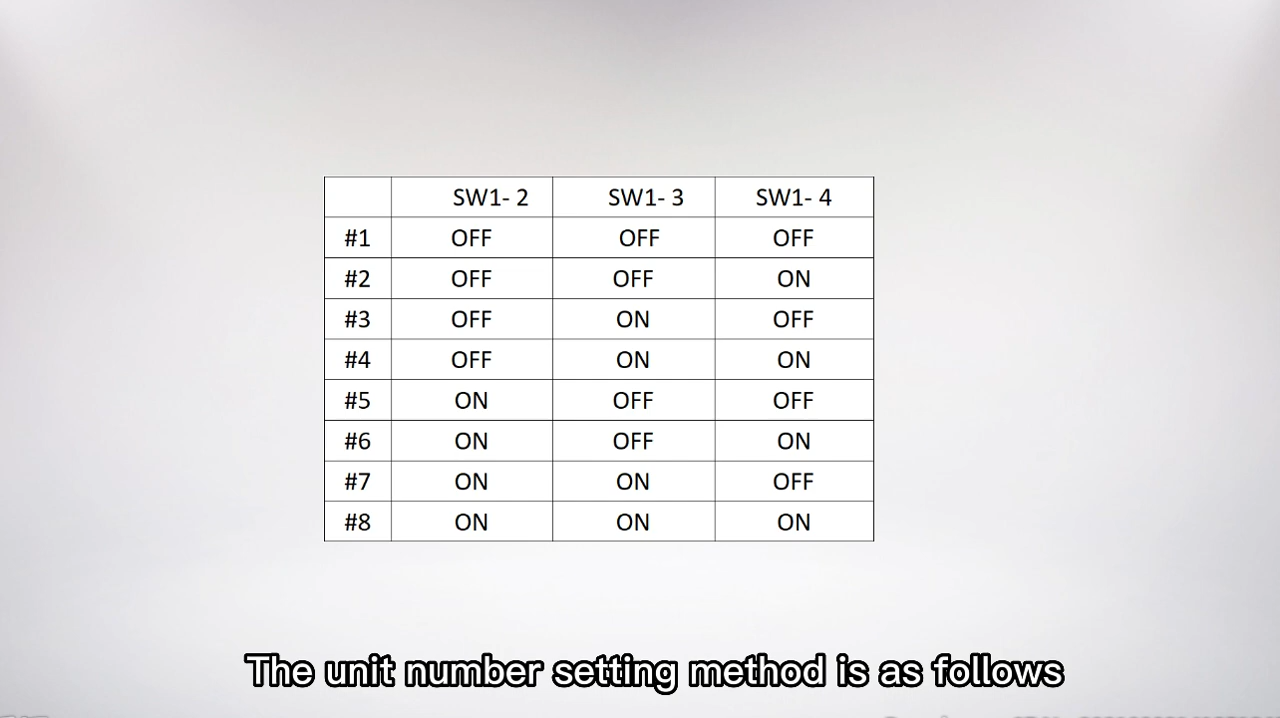 SW1- 2 SW1- 3 SW1- 4
#1 OFF OFF OFF
#2 OFF OFF ON
#3 OFF ON OFF
#4 OFF ON ON
#5 ON OFF OFF
#6 ON OFF ON
#7 ON ON OFF
#8 ON ON ON
The unit number setting method is as follows